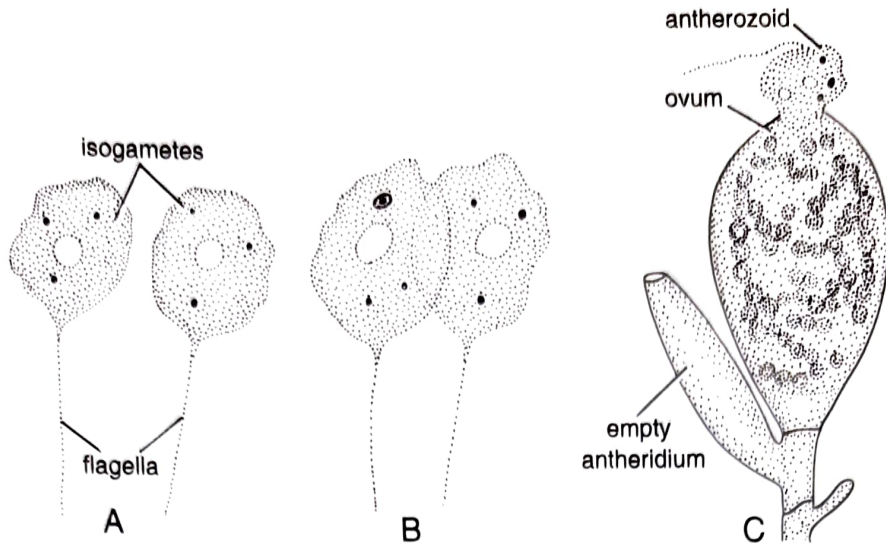 antherozoid
ovum
isogametes
flagella
empty
antheridium
A
B
C